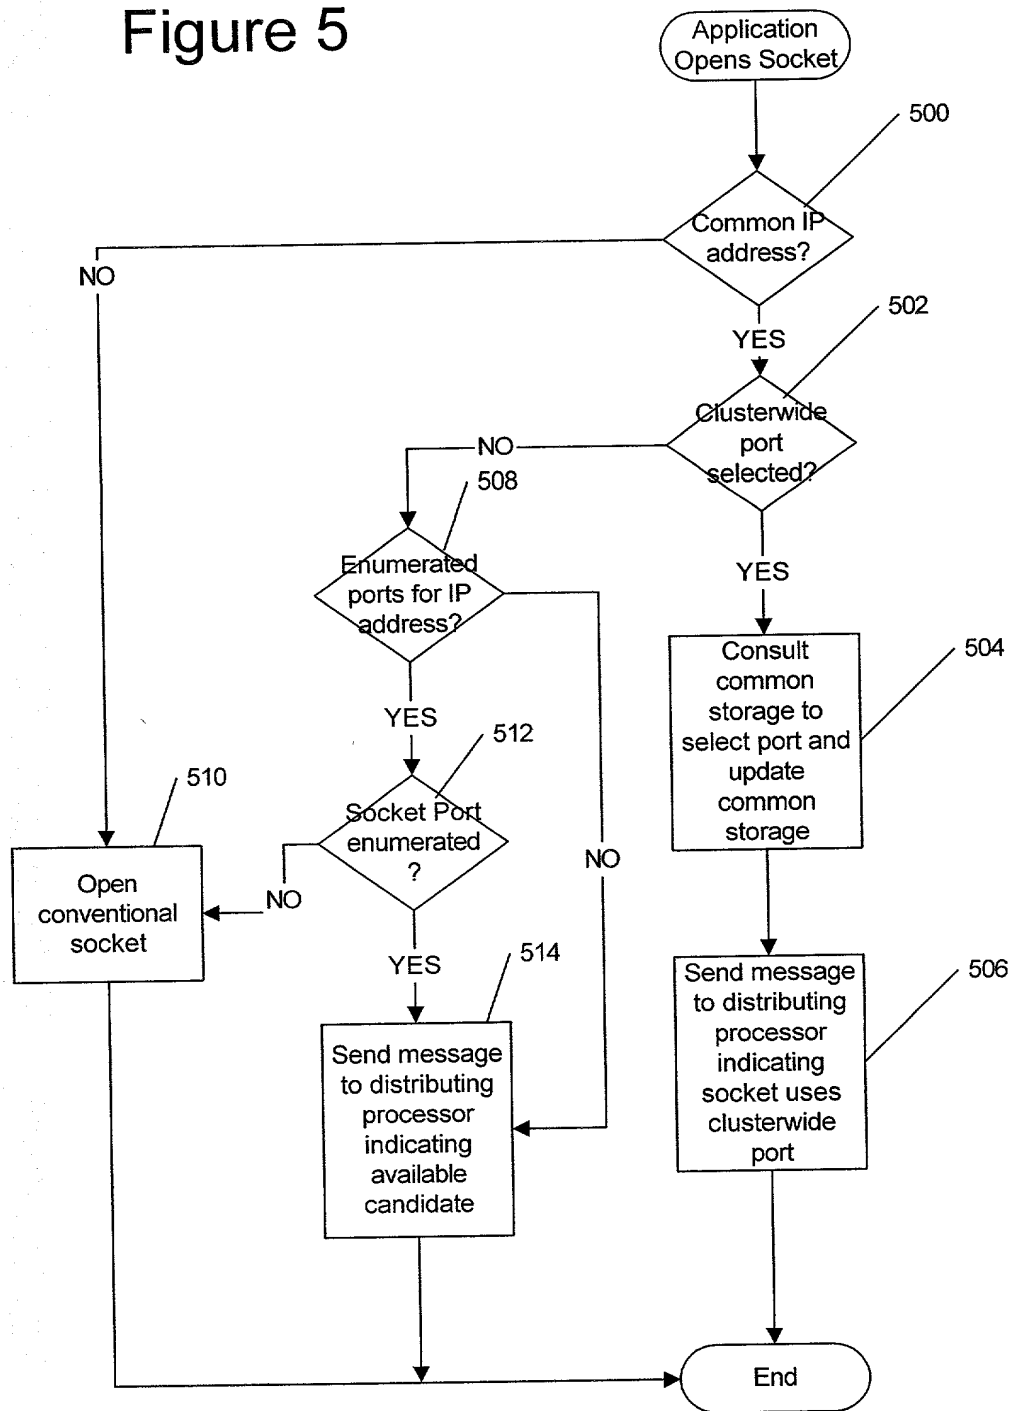 Figure 5
Application
Opens Socket
500
Common IP
address?
NO
YES
502
Clusterwide
port
selected?
NO
508
YES
Enumerated
ports for IP
address?
504
Consult
common
storage to
select port and
update
common
storage
YES
512
510
Socket Port
enumerated
?
NO
NO
Open
conventional
socket
YES
514
506
Send message
to distributing
processor
indicating
socket uses
clusterwide
port
Send message
to distributing
processor
indicating
available
candidate
End